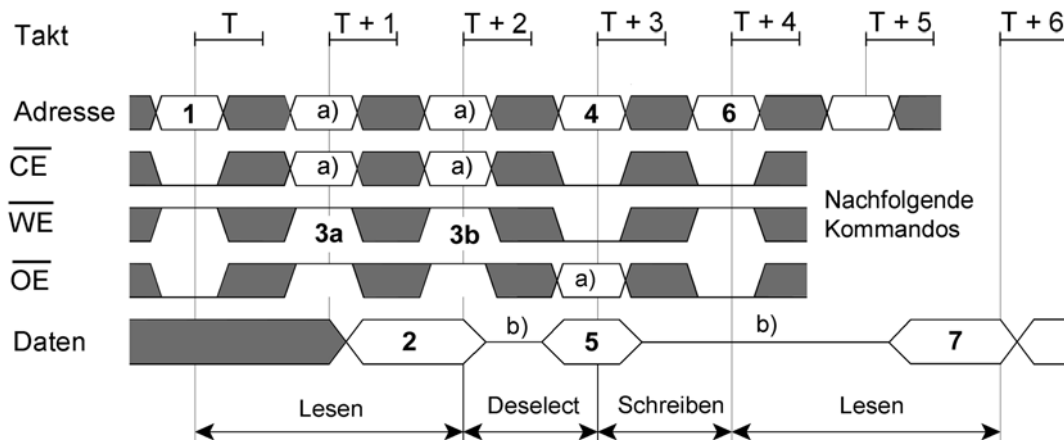 Takt T T + 1 T + 2 T + 3 T + 4 T + 5 T + 6
Adresse 1 a) a) 4 6
CE a) a)
WE 3a 3b
Nachfolgende
Kommandos
OE a)
Daten 2 b) 5 b) 7
Lesen Deselect Schreiben Lesen